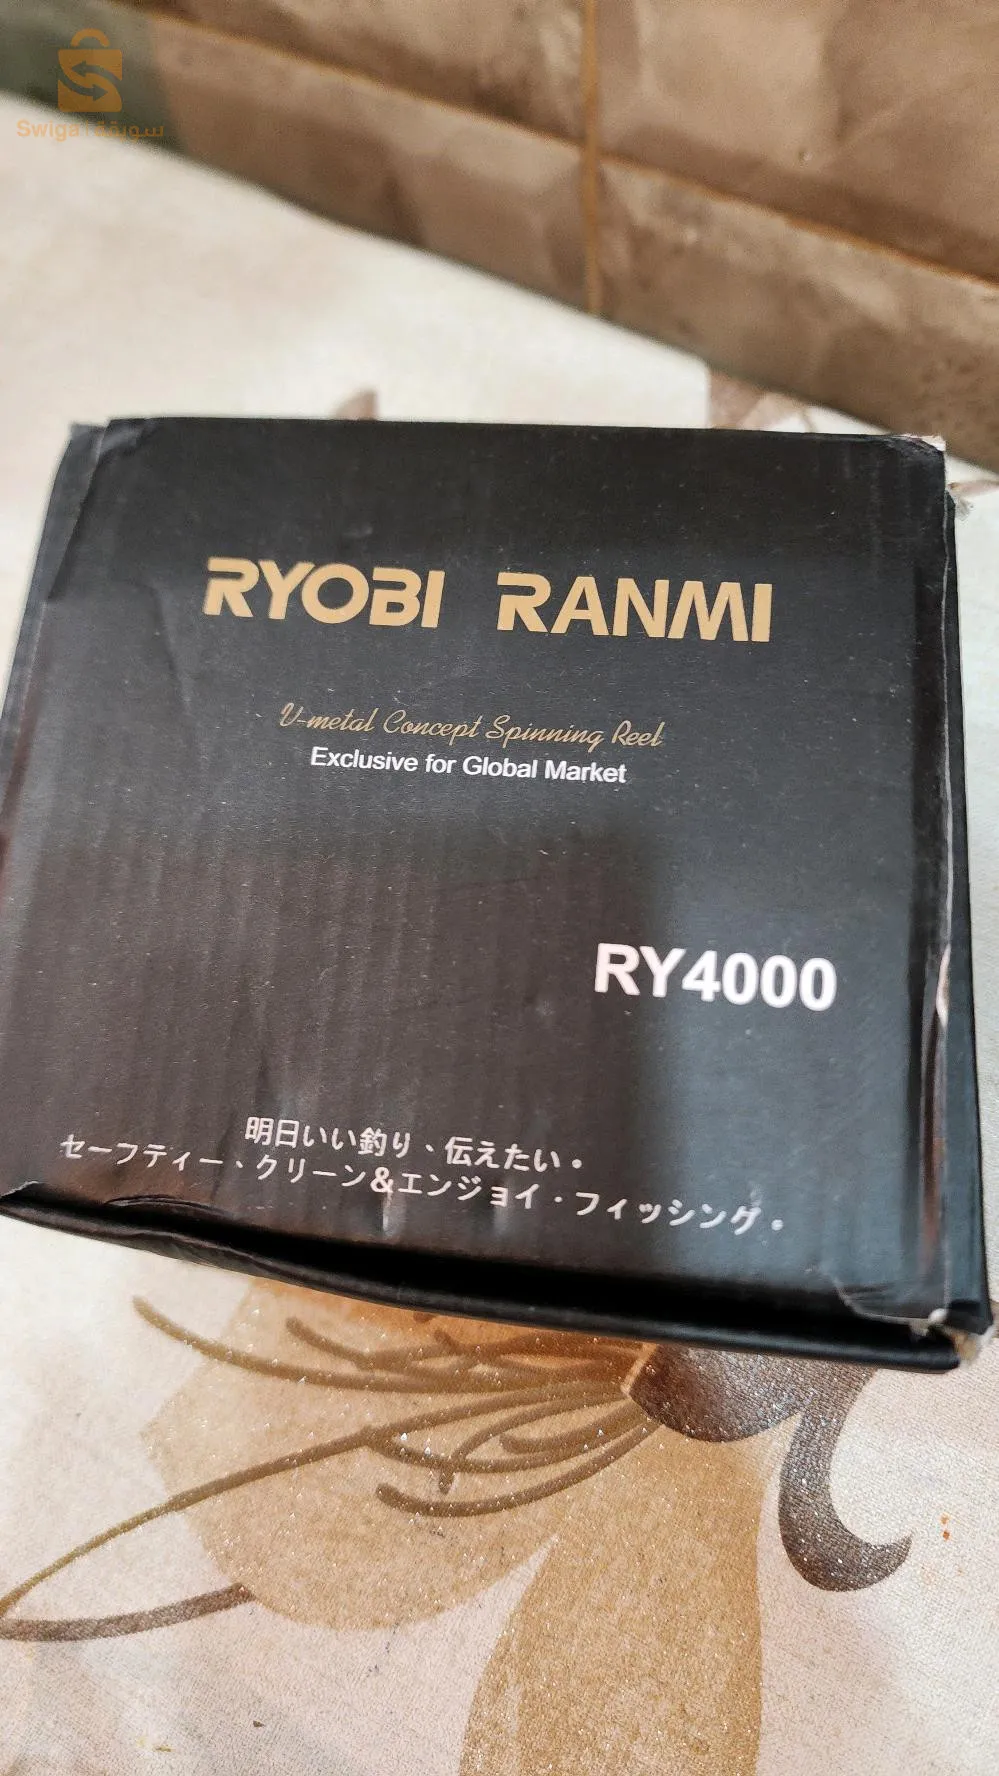 Swiga سويقة
RYOBI RANMI
V-metal Concept Spinning Reel
Exclusive for Global Market
RY4000
明日いい釣り、伝えたい。
セーフティー、クリーン&エンジョイ・フィッシング。